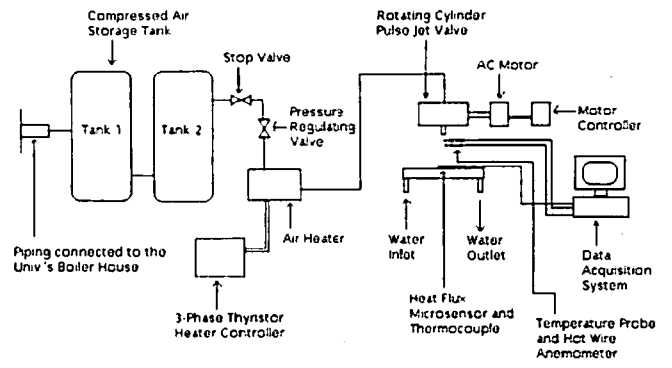 Compressed Air
Storage Tank
Stop Valve
Tank 1
Tank 2
Pressure
Regulating
Valve
Rotating Cylinder
Pulse Jet Valve
AC Motor
Motor
Controller
Piping connected to the
Univ's Boiler House
Air Heater
3-Phase Thyristor
Heater Controller
Water
Inlet
Water
Outlet
Heat Flux
Microsensor and
Thermocouple
Data
Acquisition
System
Temperature Probe
and Hot Wire
Anemometer